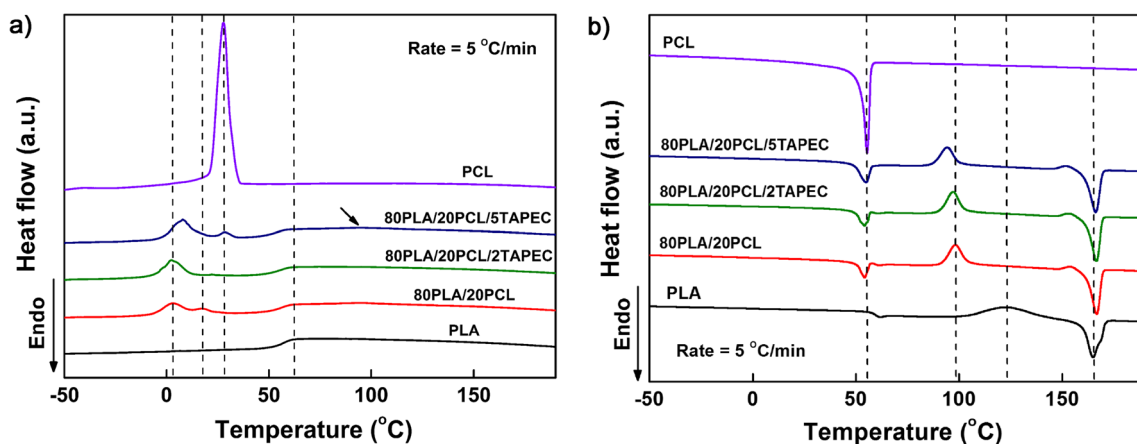 a)
Rate = 5 °C/min
PCL
80PLA/20PCL/5TAPEC
80PLA/20PCL/2TAPEC
80PLA/20PCL
PLA
Heat flow (a.u.)
Endo
-50 0 50 100 150
Temperature (°C)
b)
PCL
80PLA/20PCL/5TAPEC
80PLA/20PCL/2TAPEC
80PLA/20PCL
PLA
Rate = 5 °C/min
Heat flow (a.u.)
Endo
-50 0 50 100 150
Temperature (°C)